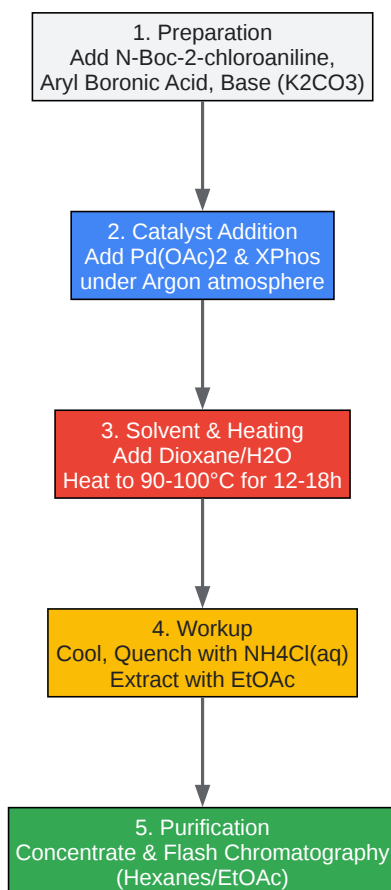 1. Preparation
Add N-Boc-2-chloroaniline,
Aryl Boronic Acid, Base (K2CO3)
2. Catalyst Addition
Add Pd(OAc)2 & XPhos
under Argon atmosphere
3. Solvent & Heating
Add Dioxane/H2O
Heat to 90-100°C for 12-18h
4. Workup
Cool, Quench with NH4Cl(aq)
Extract with EtOAc
5. Purification
Concentrate & Flash Chromatography
(Hexanes/EtOAc)